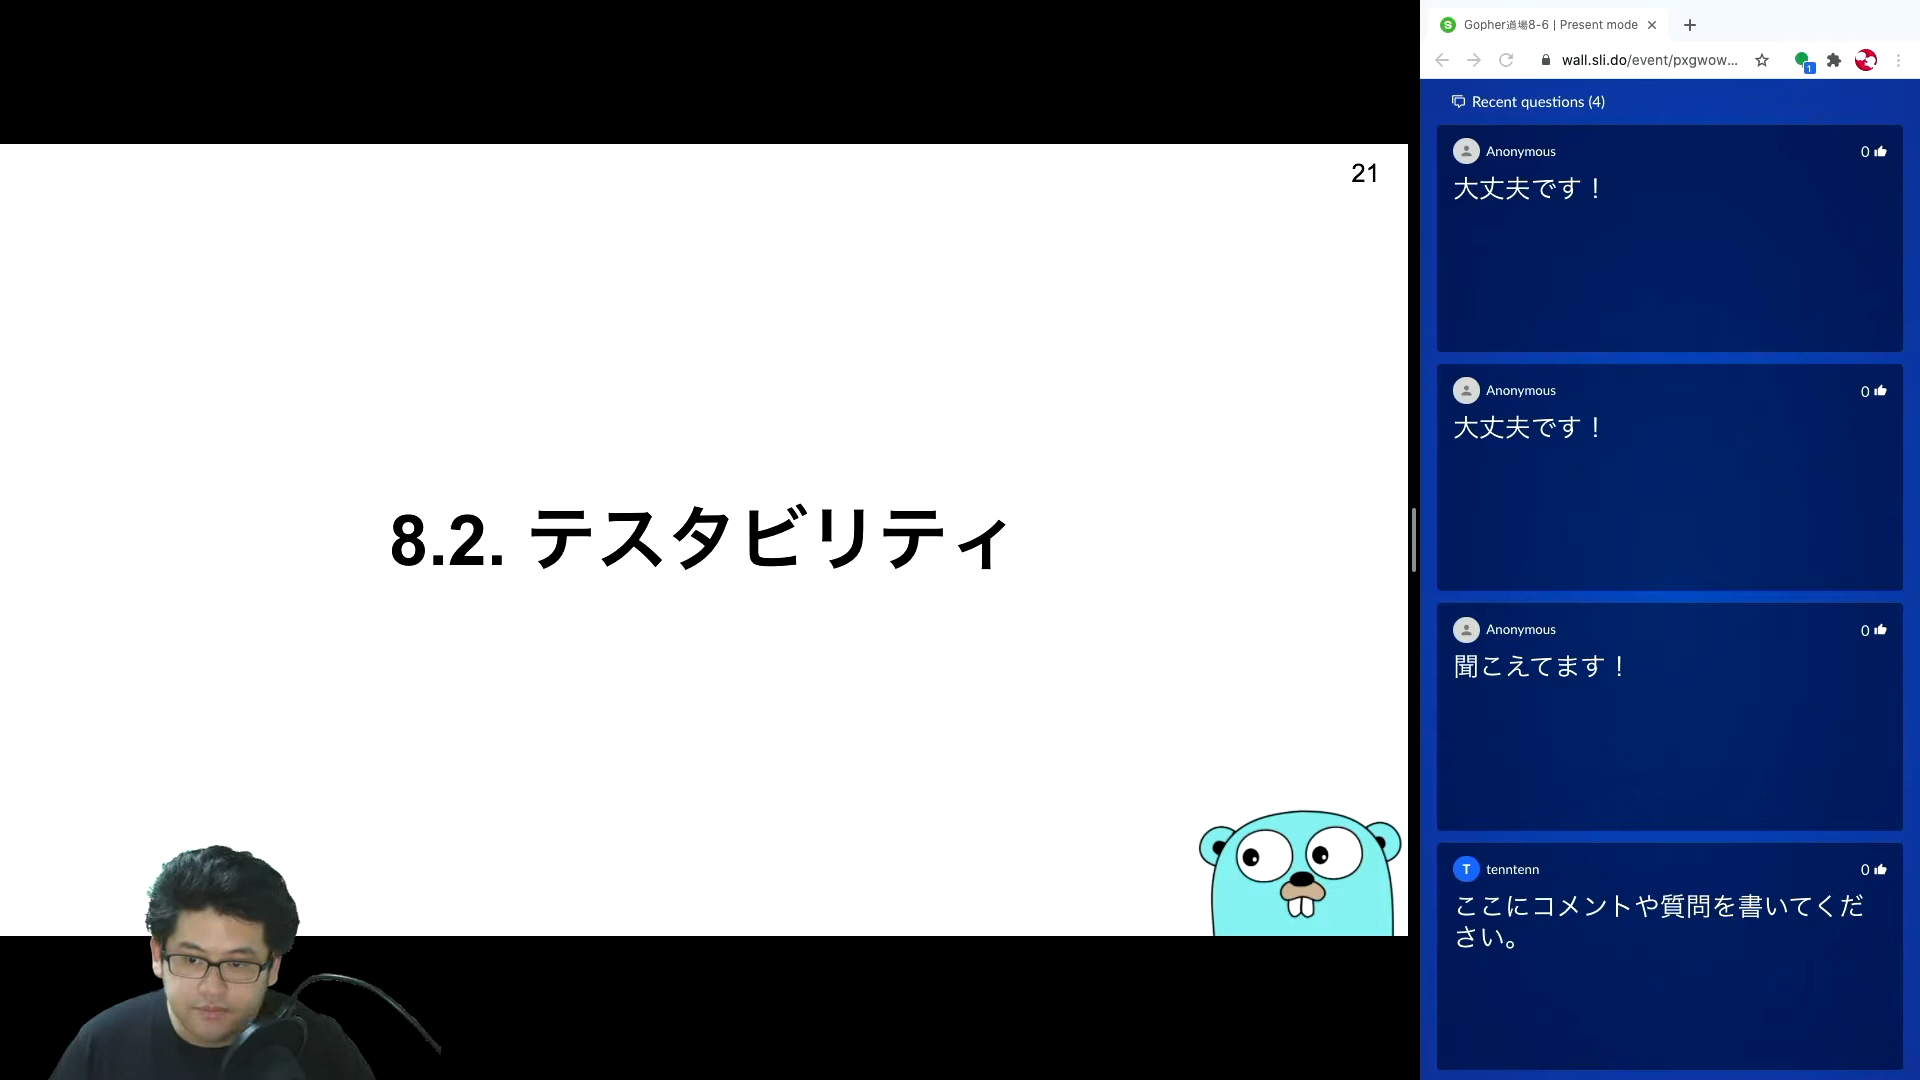 21
8.2. テスタビリティ
Gopher道場8-6 | Present mode
wall.sli.do/event/pxgwow...
1
Recent questions (4)
Anonymous
0
大丈夫です！
Anonymous
0
大丈夫です！
Anonymous
0
聞こえてます！
T
tenntenn
0
ここにコメントや質問を書いてくだ
さい。